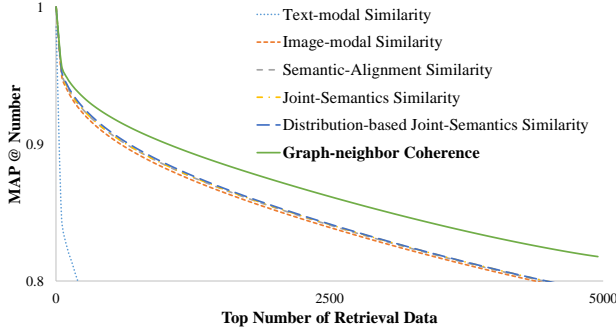 1
Text-modal Similarity
Image-modal Similarity
Semantic-Alignment Similarity
Joint-Semantics Similarity
Distribution-based Joint-Semantics Similarity
Graph-neighbor Coherence
MAP @ Number
0.9
0.8
0
2500
5000
Top Number of Retrieval Data